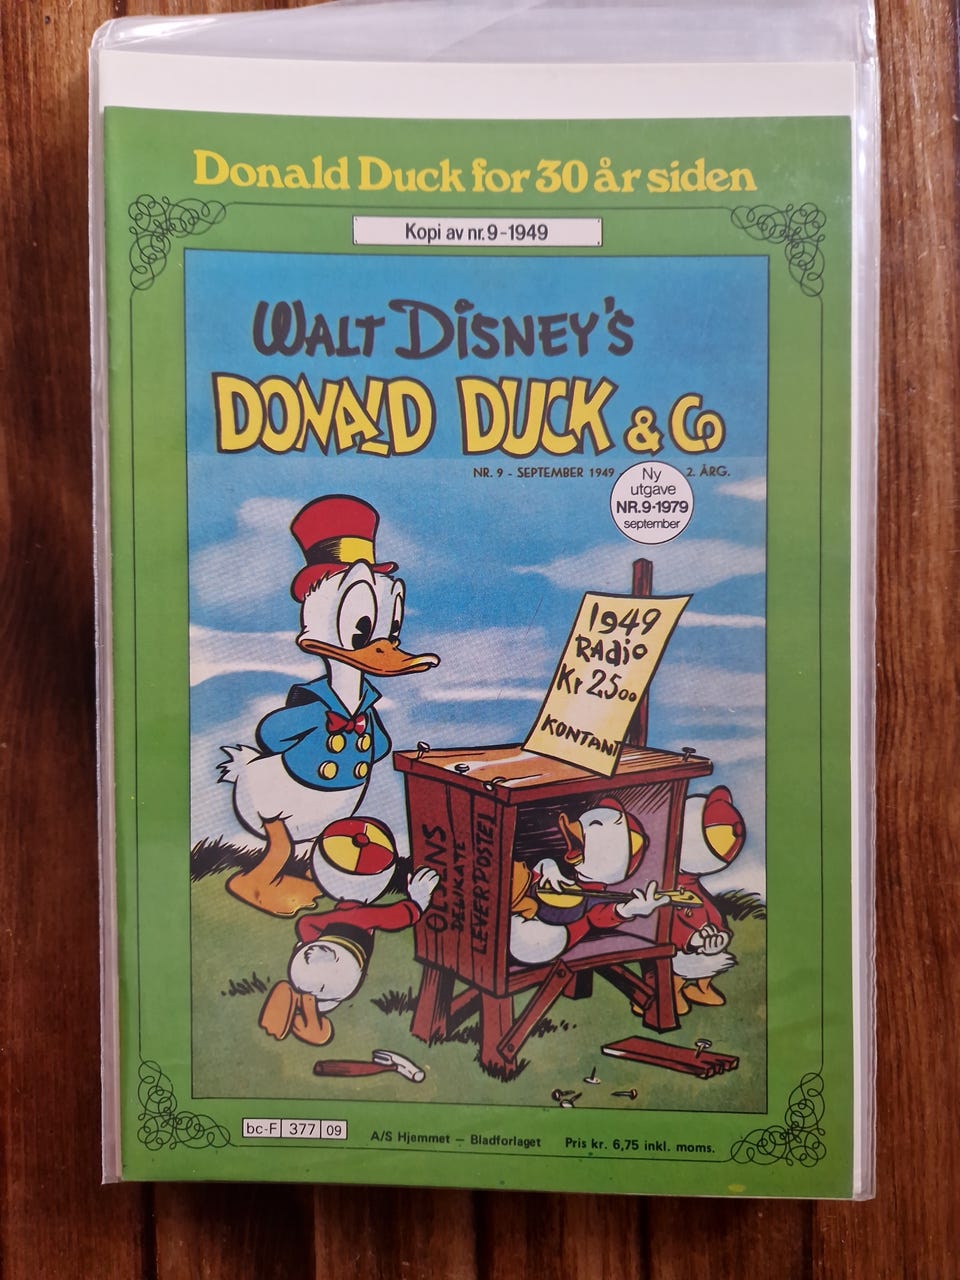 Donald Duck for 30 år siden
Kopi av nr. 9-1949
WALT DISNEY'S
DONALD DUCK & Co
NR. 9 - SEPTEMBER 1949 - 2. ÅRG.
Ny
utgave
NR.9-1979
september
1949
RADIO
Kr 25oo
KONTANT
OLSENS
DELIKATE
LEVERPOSTEI
bc-F 377 09
A/S Hjemmet — Bladforlaget
Pris kr. 6,75 inkl. moms.